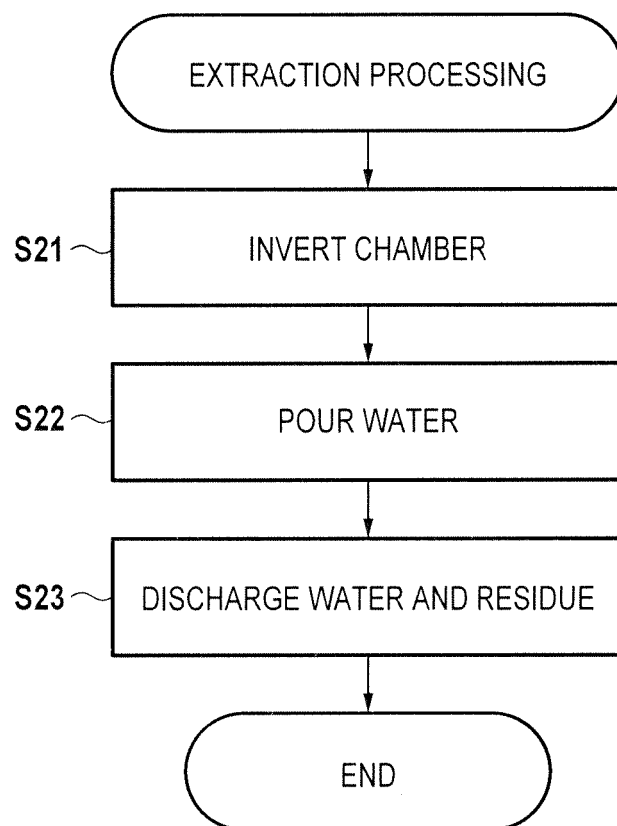 EXTRACTION PROCESSING
S21
INVERT CHAMBER
S22
POUR WATER
S23
DISCHARGE WATER AND RESIDUE
END